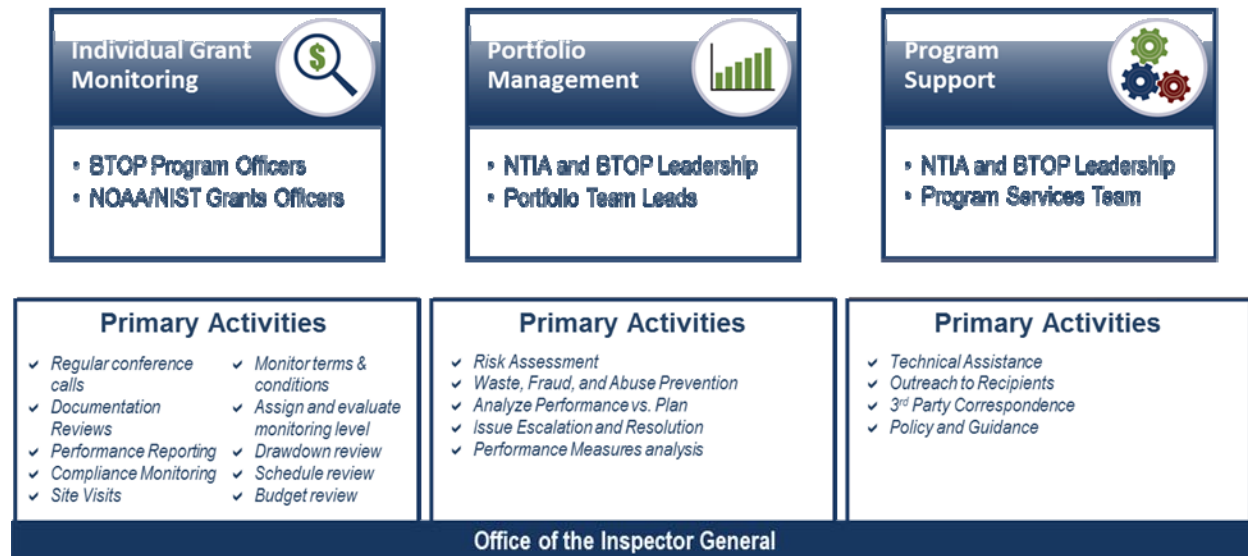 Individual Grant
Monitoring
$
• BTOP Program Officers
• NOAA/NIST Grants Officers
Portfolio
Management
• NTIA and BTOP Leadership
• Portfolio Team Leads
Program
Support
• NTIA and BTOP Leadership
• Program Services Team
Primary Activities
✓ Regular conference
calls
✓ Documentation
Reviews
✓ Performance Reporting
✓ Compliance Monitoring
✓ Site Visits
✓ Monitor terms &
conditions
✓ Assign and evaluate
monitoring level
✓ Drawdown review
✓ Schedule review
✓ Budget review
Primary Activities
✓ Risk Assessment
✓ Waste, Fraud, and Abuse Prevention
✓ Analyze Performance vs. Plan
✓ Issue Escalation and Resolution
✓ Performance Measures analysis
Primary Activities
✓ Technical Assistance
✓ Outreach to Recipients
✓ 3rd Party Correspondence
✓ Policy and Guidance
Office of the Inspector General